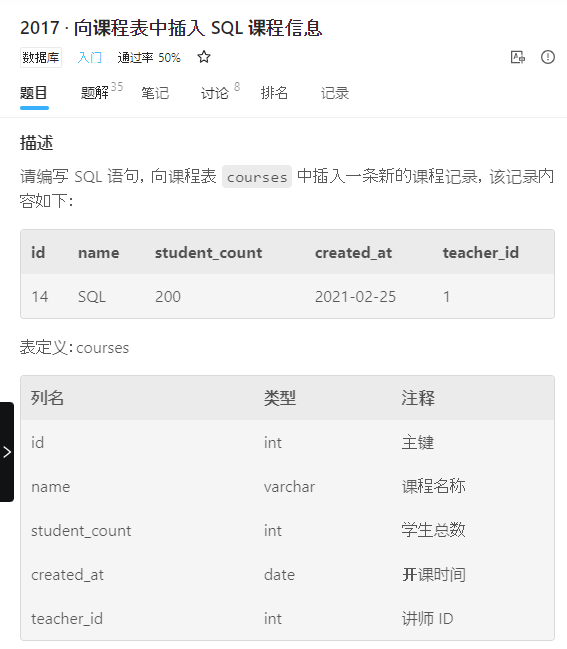 2017 · 向课程表中插入 SQL 课程信息
数据库 入门 通过率 50%
题目 题解 35 笔记 讨论 8 排名 记录
描述
请编写 SQL 语句, 向课程表 courses 中插入一条新的课程记录, 该记录内
容如下:
id name student_count created_at teacher_id
14 SQL 200 2021-02-25 1
表定义: courses
列名 类型 注释
id int 主键
name varchar 课程名称
student_count int 学生总数
created_at date 开课时间
teacher_id int 讲师 ID